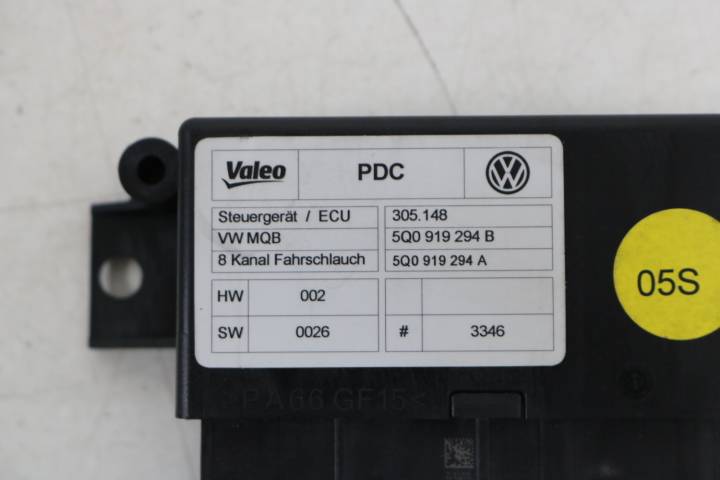 Valeo PDC
Steuergerät / ECU 305.148
VW MQB 5Q0 919 294 B
8 Kanal Fahrschlauch 5Q0 919 294 A
HW 002
SW 0026 # 3346
05S
>PA66 GF15<